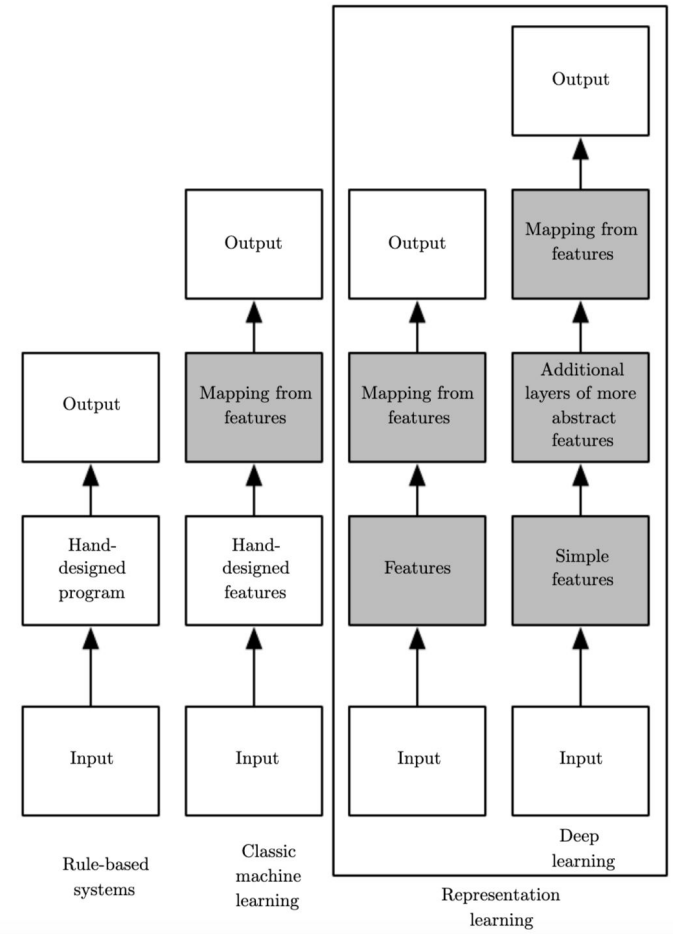 Output
Output
Output
Mapping from
features
Output
Mapping from
features
Mapping from
features
Additional
layers of more
abstract
features
Hand-
designed
program
Hand-
designed
features
Features
Simple
features
Input
Input
Input
Input
Rule-based
systems
Classic
machine
learning
Deep
learning
Representation
learning